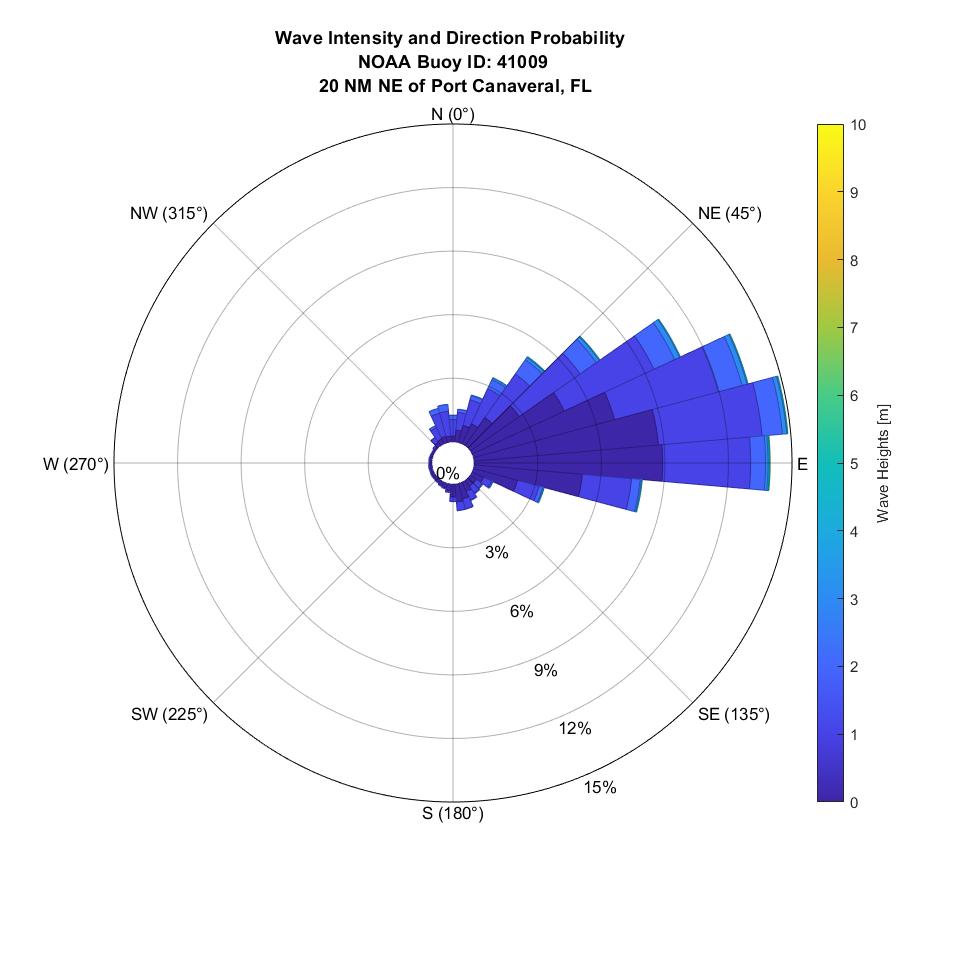 Wave Intensity and Direction Probability
NOAA Buoy ID: 41009
20 NM NE of Port Canaveral, FL
N (0°)
NW (315°)
NE (45°)
W (270°)
E
SW (225°)
SE (135°)
S (180°)
0%
3%
6%
9%
12%
15%
10
9
8
7
6
5
4
3
2
1
0
Wave Heights [m]